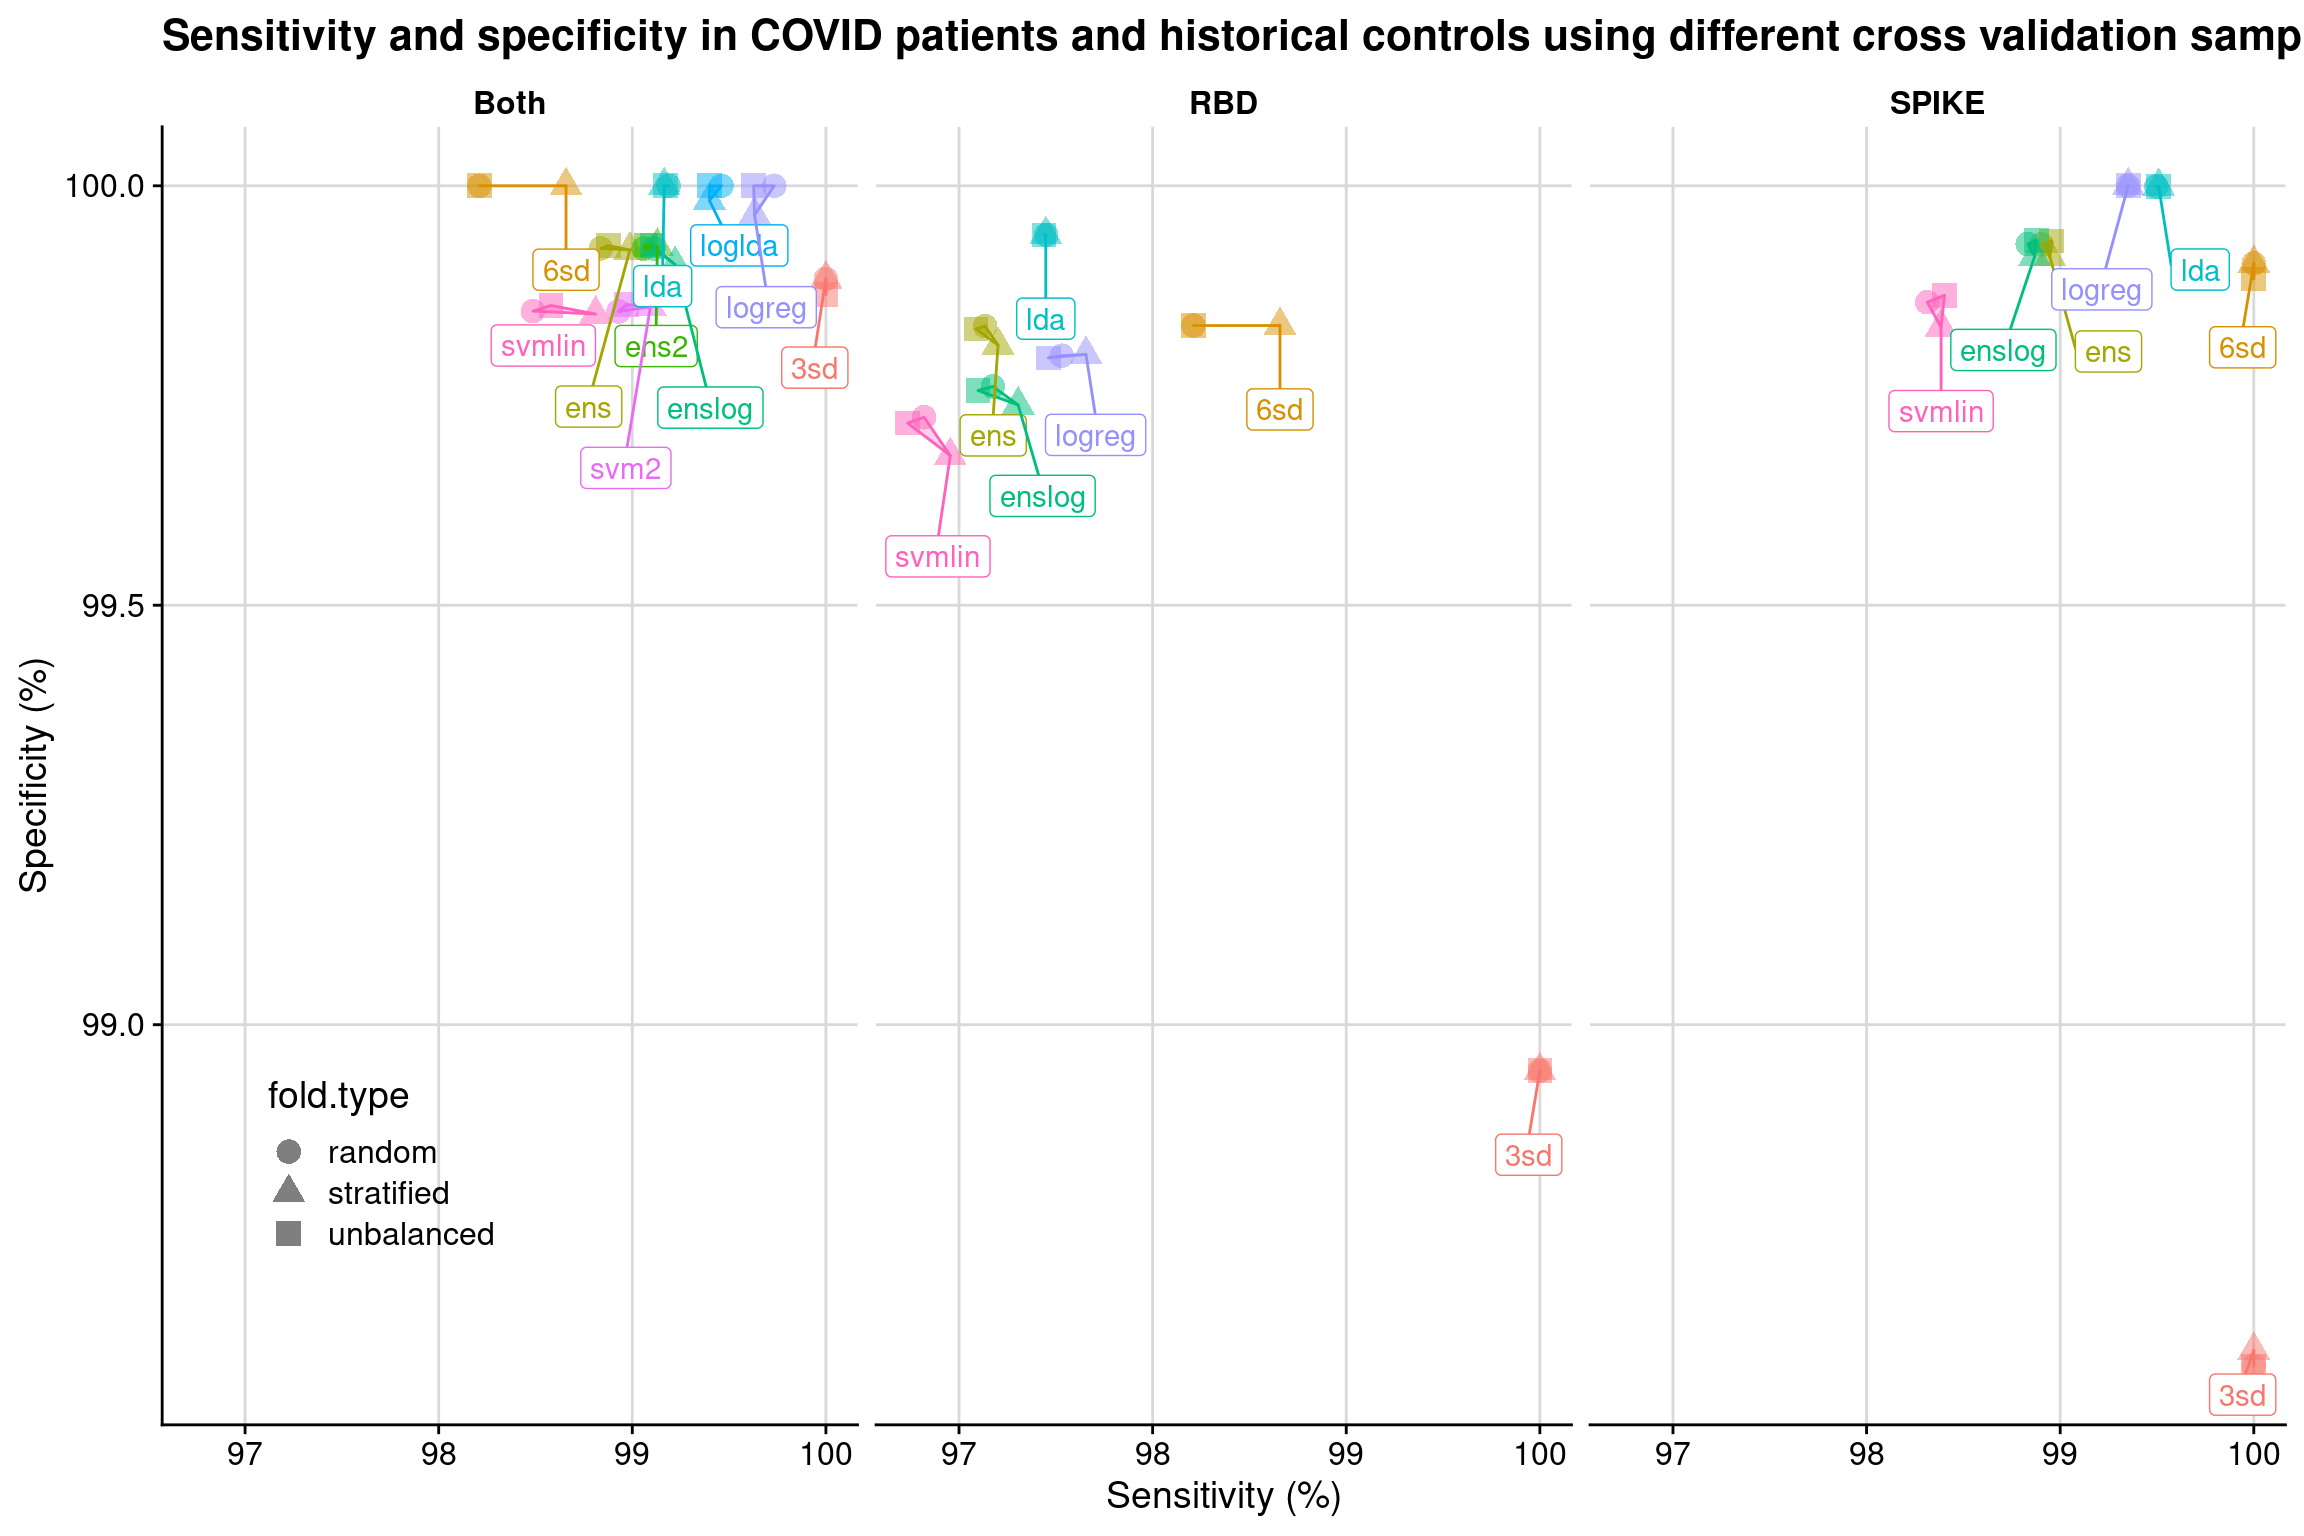 Sensitivity and specificity in COVID patients and historical controls using different cross validation samp
Both
RBD
SPIKE
Specificity (%)
100.0
99.5
99.0
6sd
lda
loglda
logreg
svmlin
ens2
3sd
ens
enslog
svm2
fold.type
random
stratified
unbalanced
lda
6sd
ens
logreg
enslog
svmlin
3sd
lda
logreg
enslog
ens
6sd
svmlin
3sd
97 98 99 100
97 98 99 100
97 98 99 100
Sensitivity (%)